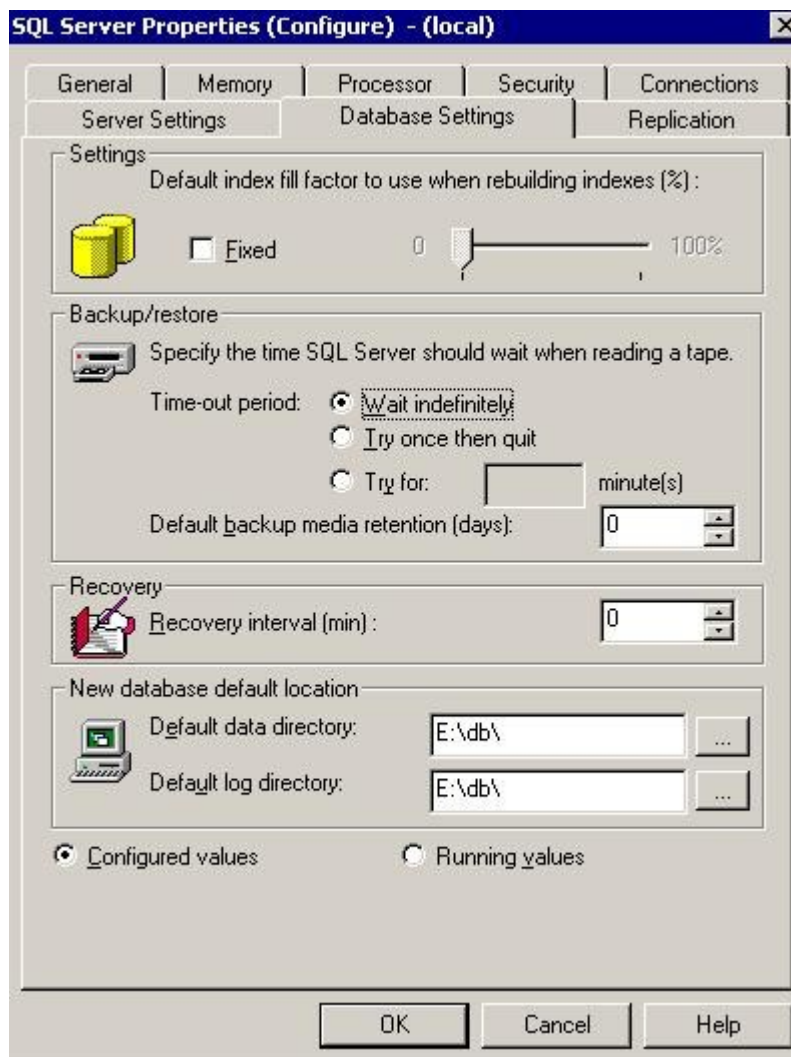 SQL Server Properties (Configure) - (local)
General Memory Processor Security Connections
Server Settings Database Settings Replication
Settings
Default index fill factor to use when rebuilding indexes (%) :
Fixed 0 100%
Backup/restore
Specify the time SQL Server should wait when reading a tape.
Time-out period: Wait indefinitely
Try once then quit
Try for: minute(s)
Default backup media retention (days): 0
Recovery
Recovery interval (min) : 0
New database default location
Default data directory: E:\db\ ...
Default log directory: E:\db\ ...
Configured values Running values
OK Cancel Help